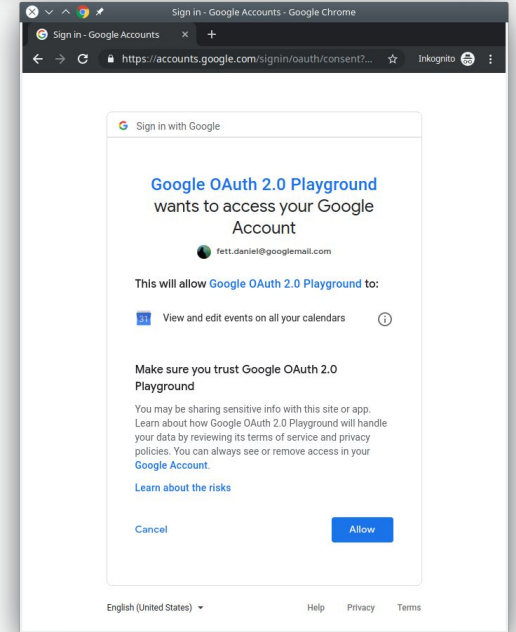 Sign in - Google Accounts - Google Chrome
Sign in - Google Accounts
https://accounts.google.com/signin/oauth/consent?...
Inkognito
Sign in with Google
Google OAuth 2.0 Playground
wants to access your Google
Account
fett.daniel@googlemail.com
This will allow Google OAuth 2.0 Playground to:
31
View and edit events on all your calendars
Make sure you trust Google OAuth 2.0
Playground
You may be sharing sensitive info with this site or app.
Learn about how Google OAuth 2.0 Playground will handle
your data by reviewing its terms of service and privacy
policies. You can always see or remove access in your
Google Account.
Learn about the risks
Cancel
Allow
English (United States)
Help
Privacy
Terms